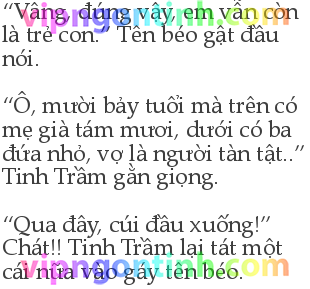 “Vâng, đúng vậy, em vẫn còn
là trẻ con.” Tên béo gật đầu
nói.
“Ô, mười bảy tuổi mà trên có
mẹ già tám mươi, dưới có ba
đứa nhỏ, vợ là người tàn tật..”
Tinh Trầm gằn giọng.
“Qua đây, cúi đầu xuống!”
Chát!! Tinh Trầm lại tát một
cái nữa vào gáy tên béo.
vipngontinh.com
vipngontinh.com